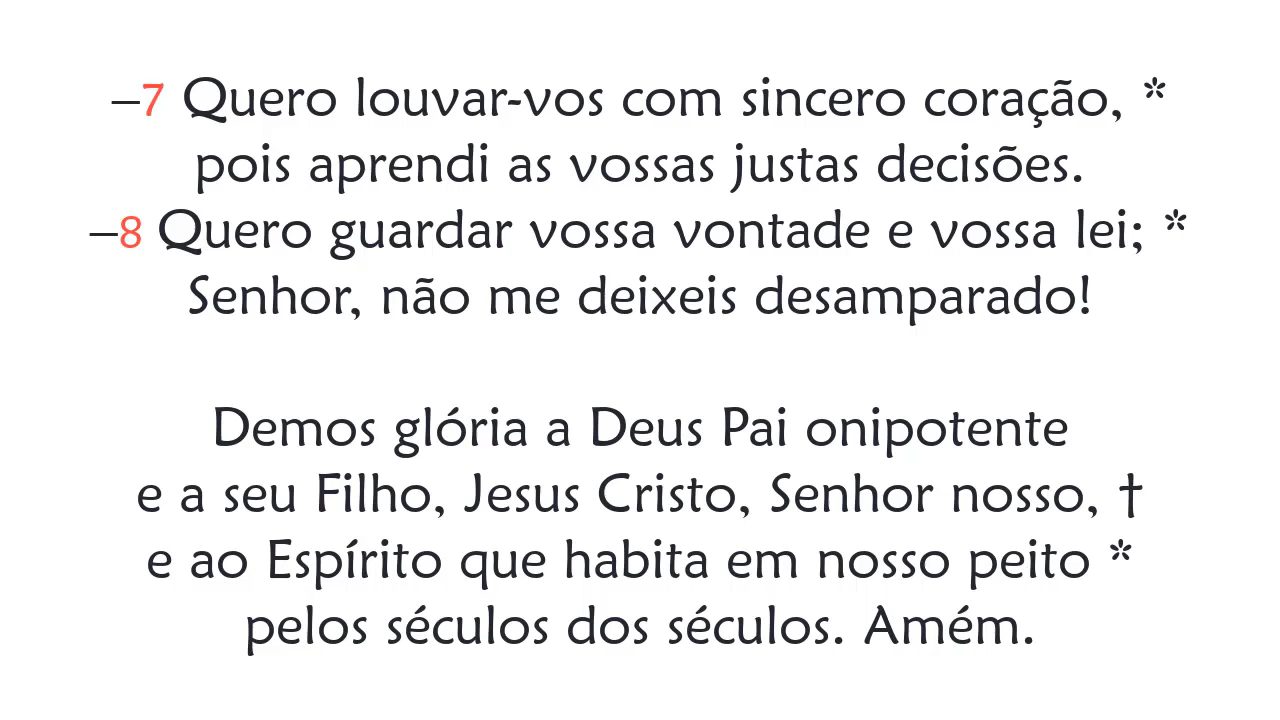 –7 Quero louvar-vos com sincero coração, *
pois aprendi as vossas justas decisões.
–8 Quero guardar vossa vontade e vossa lei; *
Senhor, não me deixeis desamparado!
Demos glória a Deus Pai onipotente
e a seu Filho, Jesus Cristo, Senhor nosso, †
e ao Espírito que habita em nosso peito *
pelos séculos dos séculos. Amém.